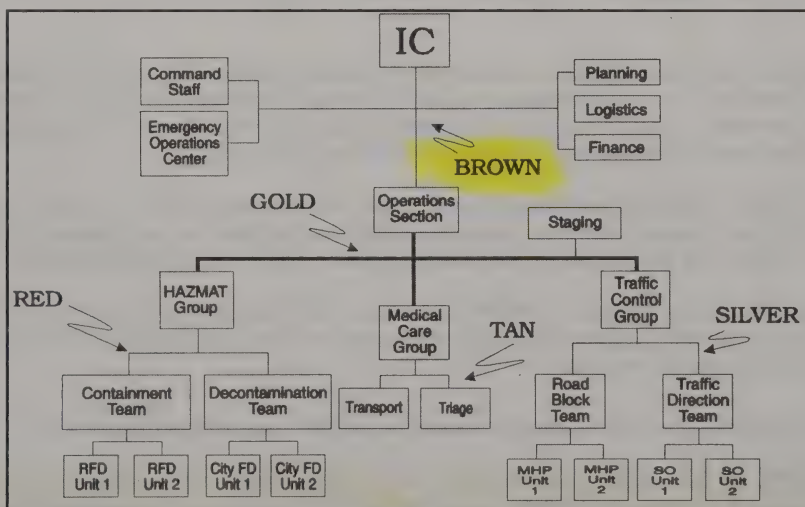 IC
Command
Staff
Emergency
Operations
Center
Planning
Logistics
Finance
BROWN
Operations
Section
GOLD
Staging
RED
HAZMAT
Group
Medical
Care
Group
Traffic
Control
Group
TAN
SILVER
Containment
Team
Decontamination
Team
Transport
Triage
Road
Block
Team
Traffic
Direction
Team
RFD
Unit 1
RFD
Unit 2
City FD
Unit 1
City FD
Unit 2
MHP
Unit
1
MHP
Unit
2
SO
Unit
1
SO
Unit
2